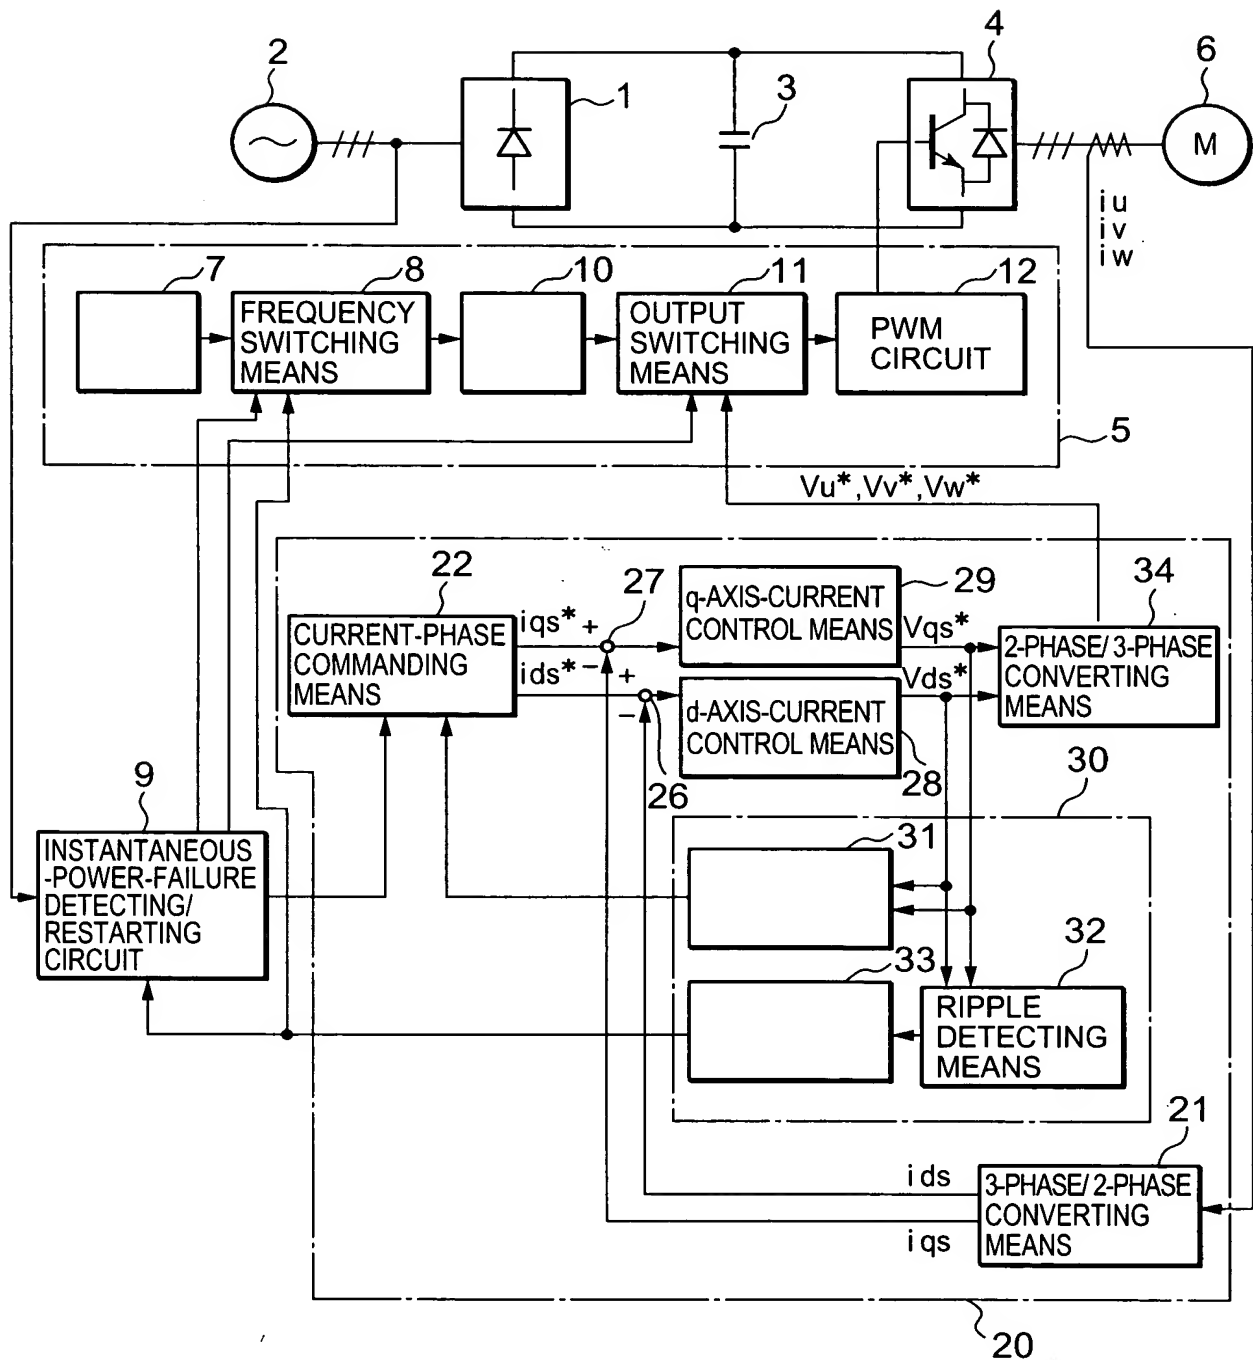 2
1
3
4
6
M
iu
iv
iw
7
8
10
11
12
FREQUENCY
SWITCHING
MEANS
OUTPUT
SWITCHING
MEANS
PWM
CIRCUIT
5
Vu*,Vv*,Vw*
22
27
29
34
CURRENT-PHASE
COMMANDING
MEANS
iqs*
+
ids*
−
+
−
q-AXIS-CURRENT
CONTROL MEANS
Vqs*
Vds*
d-AXIS-CURRENT
CONTROL MEANS
2-PHASE/ 3-PHASE
CONVERTING
MEANS
26
28
30
9
INSTANTANEOUS
-POWER-FAILURE
DETECTING/
RESTARTING
CIRCUIT
31
33
32
RIPPLE
DETECTING
MEANS
21
ids
iqs
3-PHASE/ 2-PHASE
CONVERTING
MEANS
20